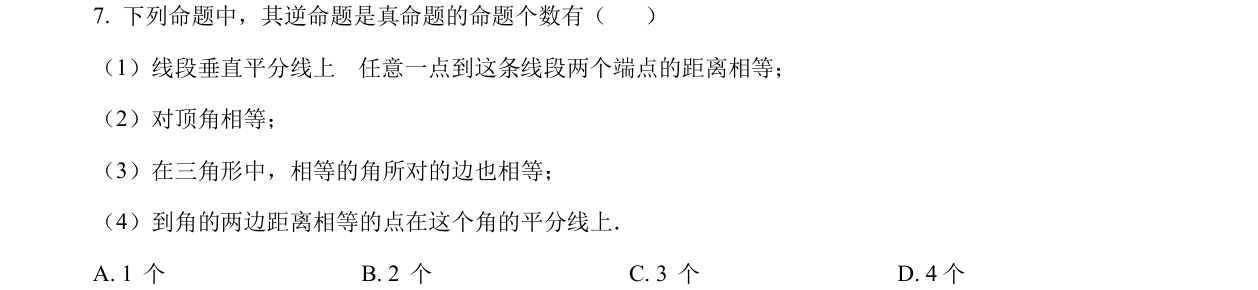 7. 下列命题中，其逆命题是真命题的命题个数有（　　）
（1）线段垂直平分线上　任意一点到这条线段两个端点的距离相等；
（2）对顶角相等；
（3）在三角形中，相等的角所对的边也相等；
（4）到角的两边距离相等的点在这个角的平分线上．
A. 1 个　　B. 2 个　　C. 3 个　　D. 4 个